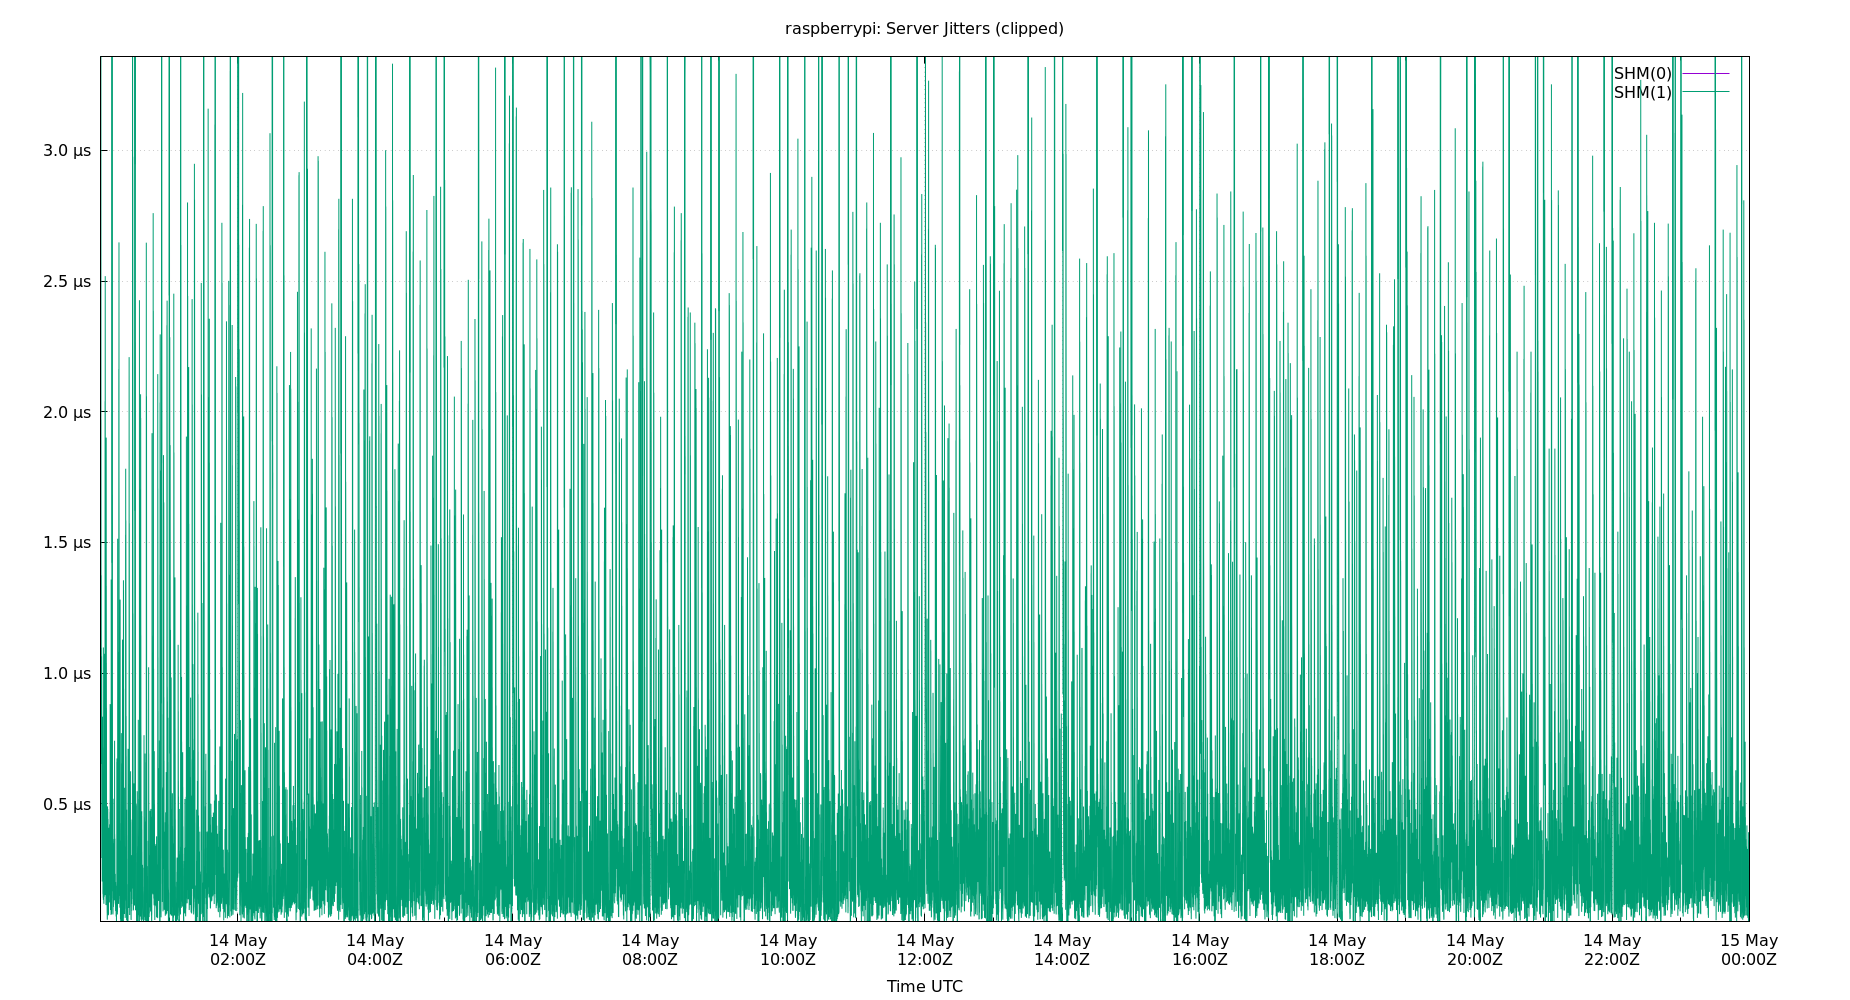 raspberrypi: Server Jitters (clipped)
SHM(0)
SHM(1)
3.0 µs
2.5 µs
2.0 µs
1.5 µs
1.0 µs
0.5 µs
14 May 14 May 14 May 14 May 14 May 14 May 14 May 14 May 14 May 14 May 14 May 15 May
02:00Z 04:00Z 06:00Z 08:00Z 10:00Z 12:00Z 14:00Z 16:00Z 18:00Z 20:00Z 22:00Z 00:00Z
Time UTC